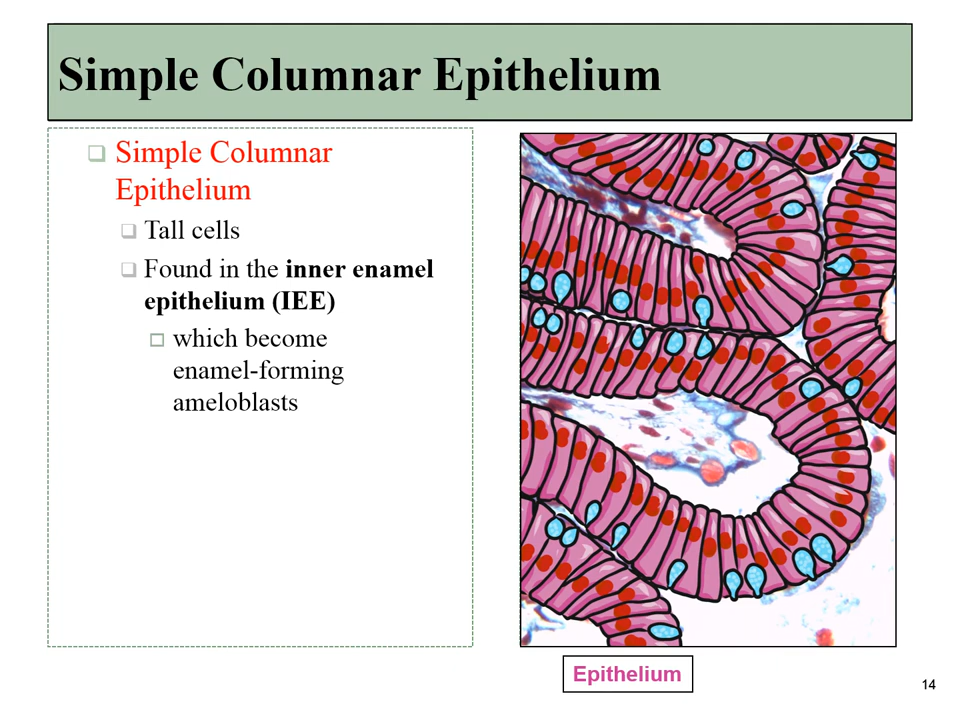 Simple Columnar Epithelium
Simple Columnar
Epithelium
Tall cells
Found in the inner enamel
epithelium (IEE)
which become
enamel-forming
ameloblasts
Epithelium
14